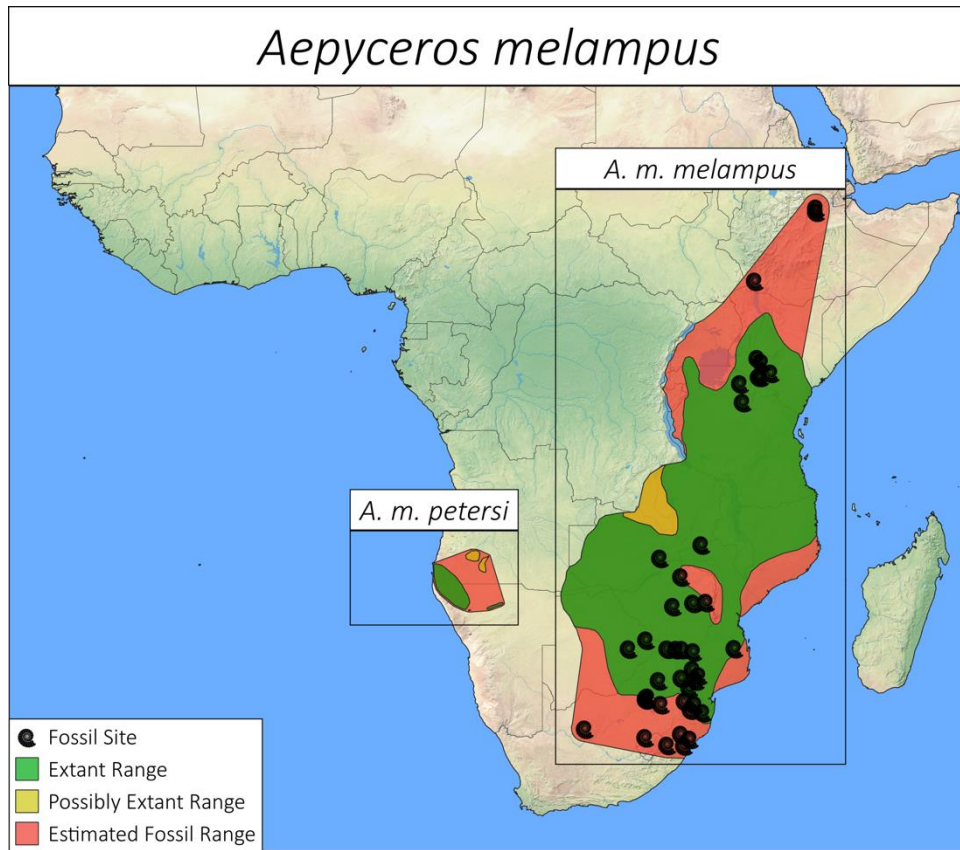 Aepyceros melampus
A. m. melampus
A. m. petersi
Fossil Site
Extant Range
Possibly Extant Range
Estimated Fossil Range